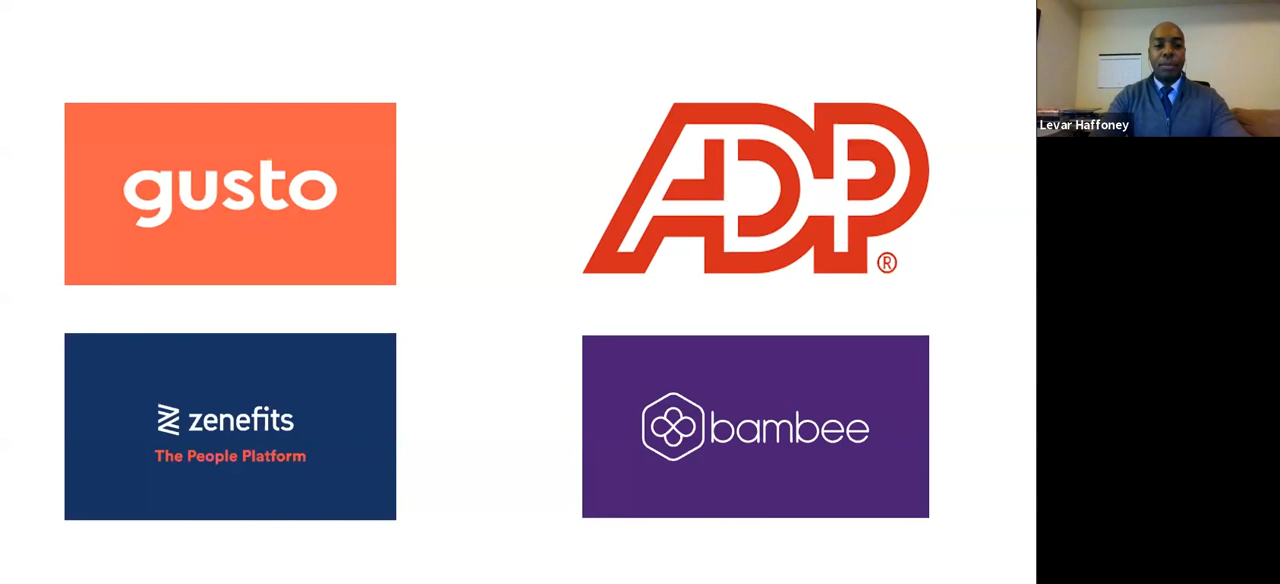 gusto
ADP®
zenefits
The People Platform
bambee
Levar Haffoney